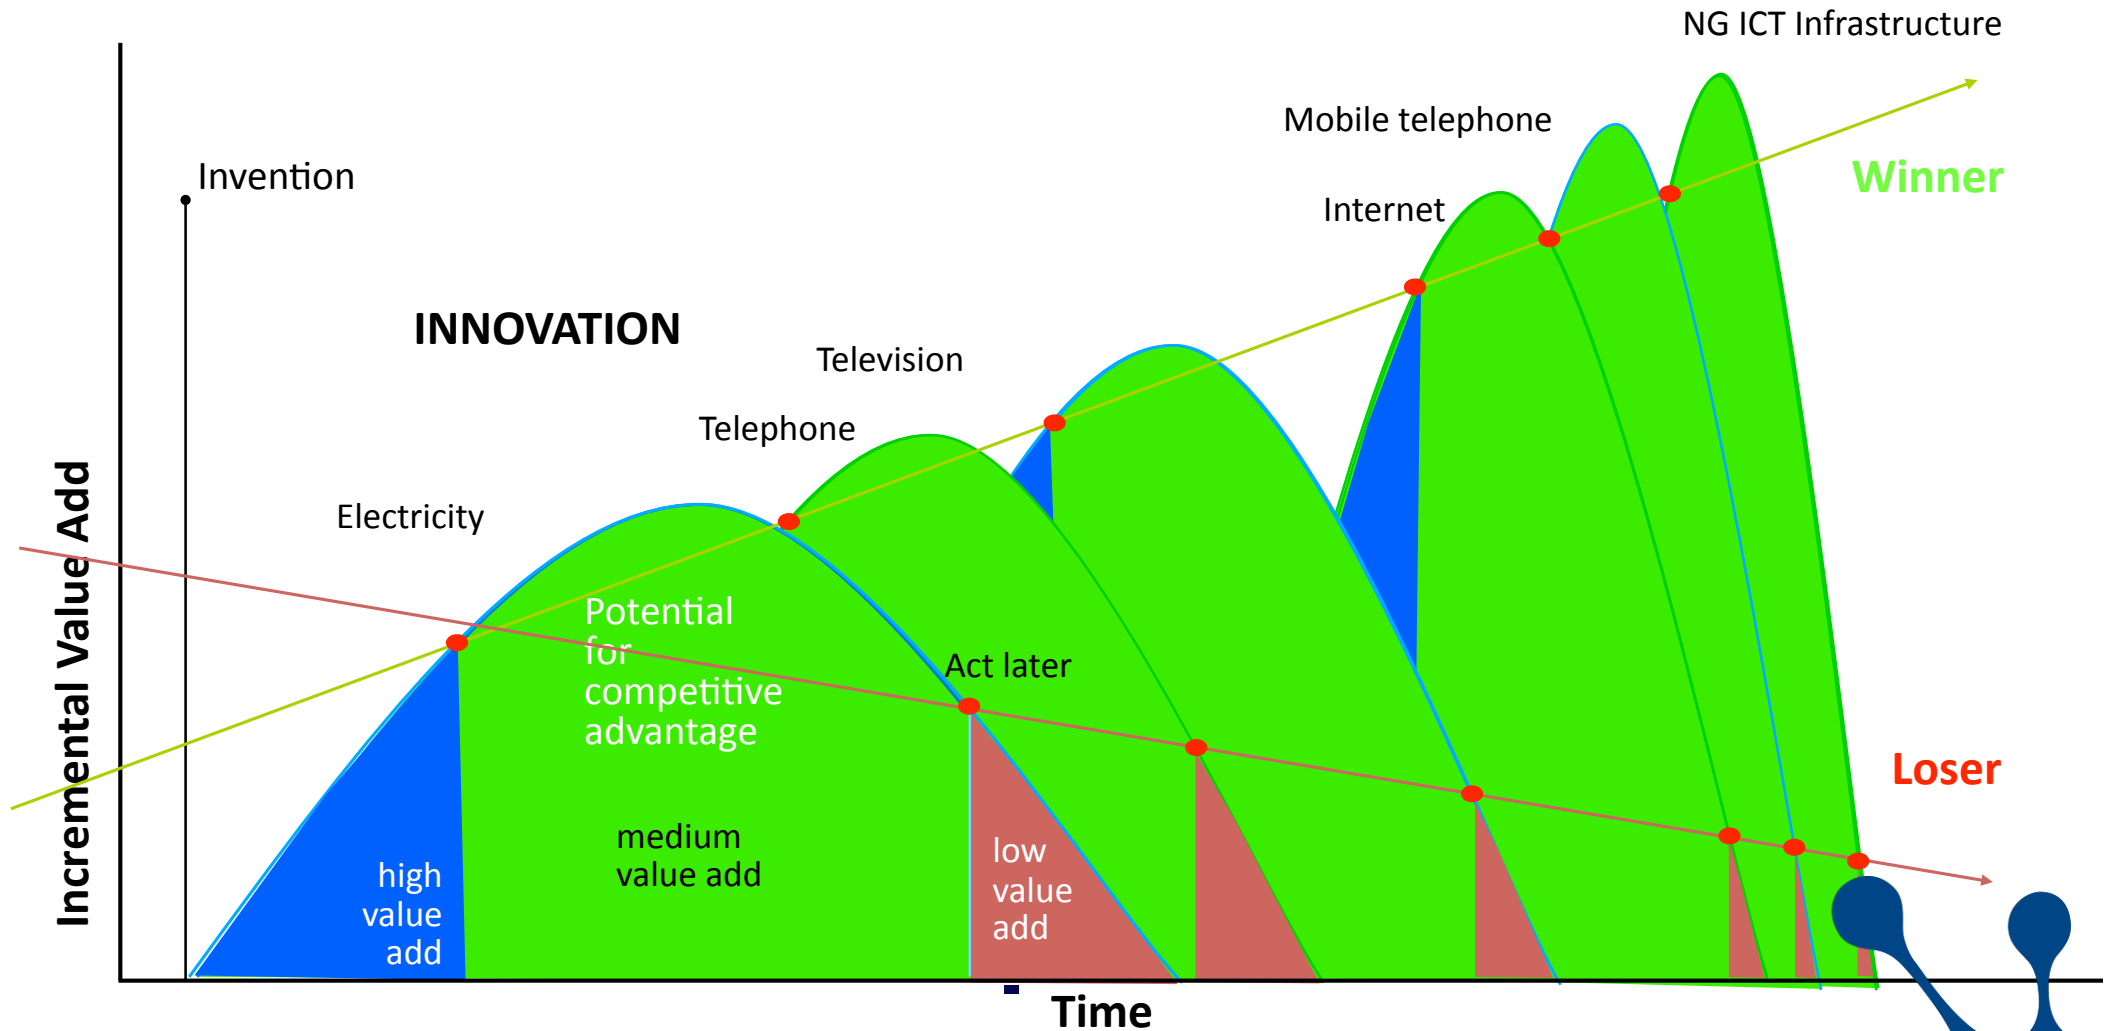 NG ICT Infrastructure
Mobile telephone
Invention
Winner
Internet
INNOVATION
Television
Telephone
Electricity
Incremental Value Add
Potential
for
competitive
advantage
Act later
Loser
medium
value add
high
value
add
low
value
add
Time